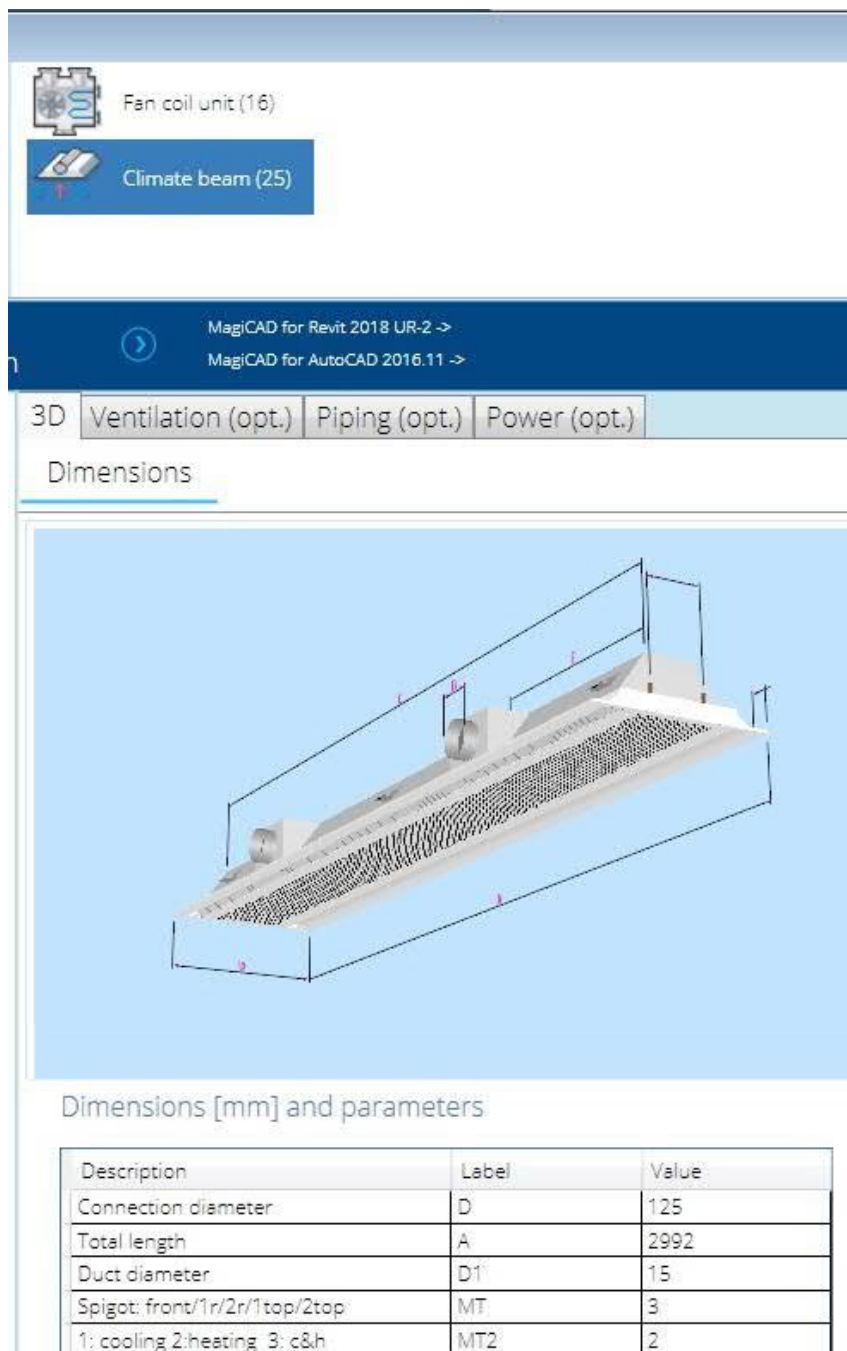 Fan coil unit (16)
Climate beam (25)
MagiCAD for Revit 2018 UR-2 ->
MagiCAD for AutoCAD 2016.11 ->
3D Ventilation (opt.) Piping (opt.) Power (opt.)
Dimensions
Dimensions [mm] and parameters
Description Label Value
Connection diameter D 125
Total length A 2992
Duct diameter D1 15
Spigot: front/1r/2r/1top/2top MT 3
1: cooling 2:heating 3: c&h MT2 2